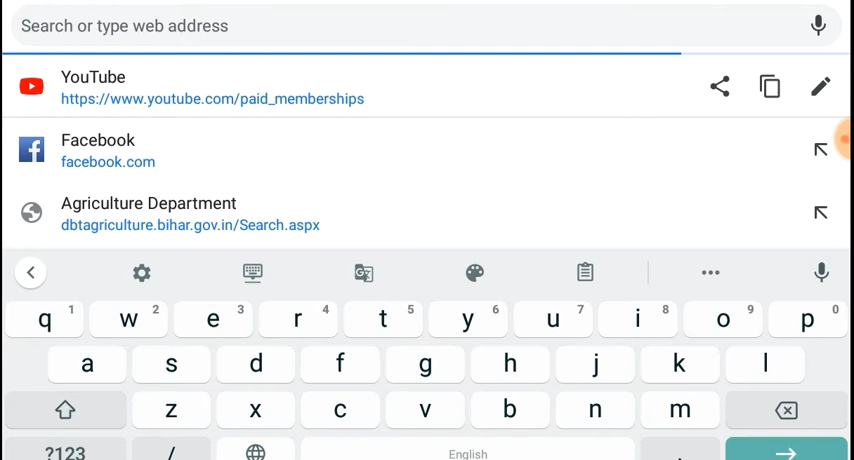 Search or type web address
YouTube
https://www.youtube.com/paid_memberships
Facebook
facebook.com
Agriculture Department
dbtagriculture.bihar.gov.in/Search.aspx
q 1 w 2 e 3 r 4 t 5 y 6 u 7 i 8 o 9 p 0
a s d f g h j k l
z x c v b n m
?123 / English .